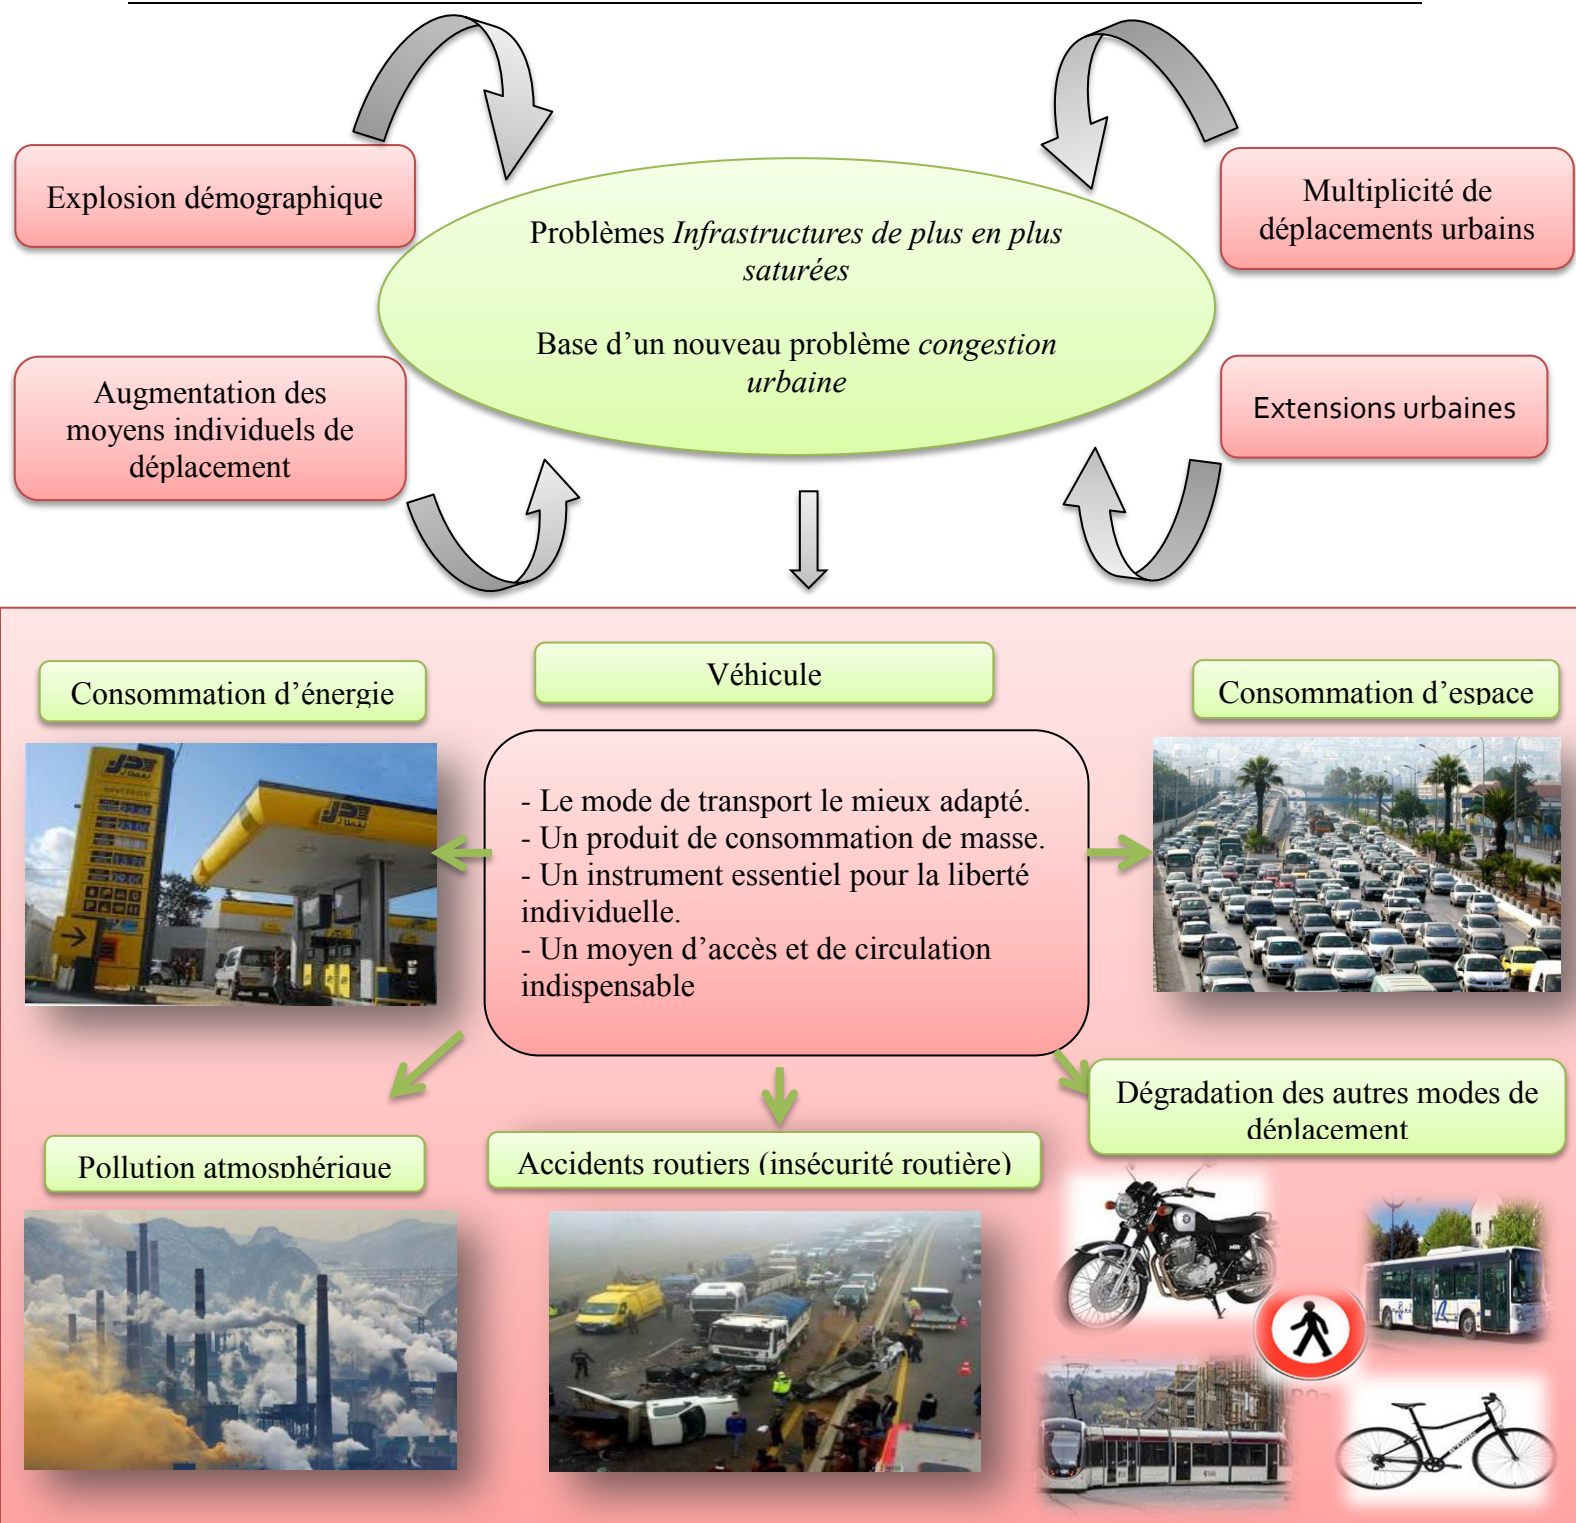 Explosion démographique
Multiplicité de
déplacements urbains
Problèmes Infrastructures de plus en plus
saturées
Base d’un nouveau problème congestion
urbaine
Augmentation des
moyens individuels de
déplacement
Extensions urbaines
Consommation d’énergie
Véhicule
Consommation d’espace
- Le mode de transport le mieux adapté.
- Un produit de consommation de masse.
- Un instrument essentiel pour la liberté
individuelle.
- Un moyen d’accès et de circulation
indispensable
Pollution atmosphérique
Accidents routiers (insécurité routière)
Dégradation des autres modes de
déplacement